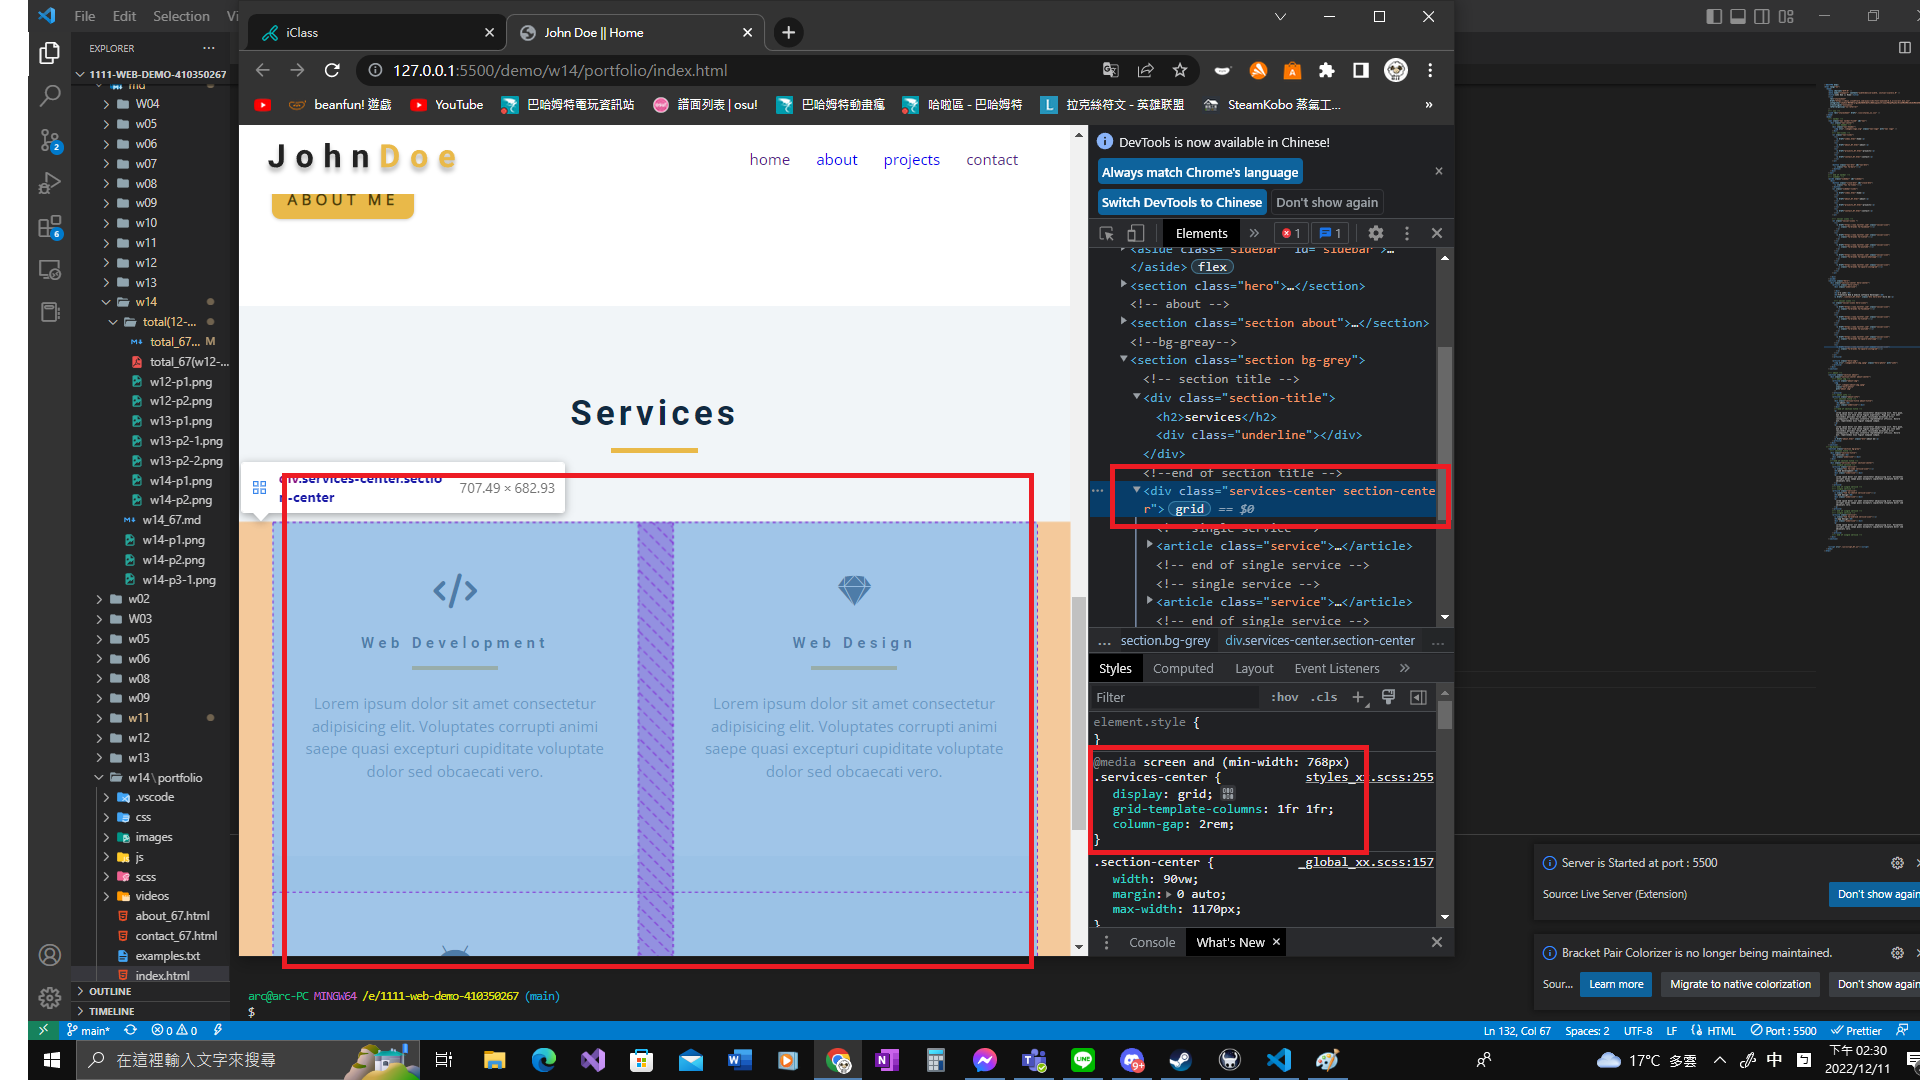 File Edit Selection Vi
EXPLORER
1111-WEB-DEMO-410350267
md
W04
w05
w06
w07
w08
w09
w10
w11
w12
w13
w14
total(12-...
total_67... M
total_67(w12-...
w12-p1.png
w12-p2.png
w13-p1.png
w13-p2-1.png
w13-p2-2.png
w14-p1.png
w14-p2.png
w14_67.md
w14-p1.png
w14-p2.png
w14-p3-1.png
w02
W03
w05
w06
w08
w09
w11
w12
w13
w14\portfolio
.vscode
css
images
js
scss
videos
about_67.html
contact_67.html
examples.txt
index.html
OUTLINE
TIMELINE
2
6
iClass
John Doe || Home
127.0.0.1:5500/demo/w14/portfolio/index.html
beanfun! 遊戲
YouTube
巴哈姆特電玩資訊站
譜面列表 | osu!
巴哈姆特動畫瘋
哈啦區 - 巴哈姆特
L 拉克絲符文 - 英雄联盟
SteamKobo 蒸氣工...
»
JohnDoe
home about projects contact
ABOUT ME
Services
div.services-center.sectio
n-center
707.49 × 682.93
Web Development
Lorem ipsum dolor sit amet consectetur
adipisicing elit. Voluptates corrupti animi
saepe quasi excepturi cupiditate voluptate
dolor sed obcaecati vero.
Web Design
Lorem ipsum dolor sit amet consectetur
adipisicing elit. Voluptates corrupti animi
saepe quasi excepturi cupiditate voluptate
dolor sed obcaecati vero.
DevTools is now available in Chinese!
Always match Chrome's language
Switch DevTools to Chinese Don't show again
Elements » 1 1
<aside class="sidebar" id="sidebar">…
</aside> flex
<section class="hero">…</section>
<!-- about -->
<section class="section about">…</section>
<!--bg-greay-->
<section class="section bg-grey">
<!-- section title -->
<div class="section-title">
<h2>services</h2>
<div class="underline"></div>
</div>
<!--end of section title -->
<div class="services-center section-cente
r"> grid == $0
<!-- single service -->
<article class="service">…</article>
<!-- end of single service -->
<!-- single service -->
<article class="service">…</article>
<!-- end of single service -->
... section.bg-grey div.services-center.section-center ...
Styles Computed Layout Event Listeners »
Filter :hov .cls +
element.style {
}
@media screen and (min-width: 768px)
.services-center { styles_xx.scss:255
display: grid;
grid-template-columns: 1fr 1fr;
column-gap: 2rem;
}
.section-center { _global_xx.scss:157
width: 90vw;
margin: 0 auto;
max-width: 1170px;
}
Console What's New
arc@arc-PC MINGW64 /e/1111-web-demo-410350267 (main)
$
Server is Started at port : 5500
Source: Live Server (Extension)
Don't show again
Bracket Pair Colorizer is no longer being maintained.
Sour... Learn more Migrate to native colorization Don't show again
main* 0 0 Ln 132, Col 67 Spaces: 2 UTF-8 LF HTML Port : 5500 Prettier
在這裡輸入文字來搜尋
9+
17°C 多雲
中
下午 02:30
2022/12/11